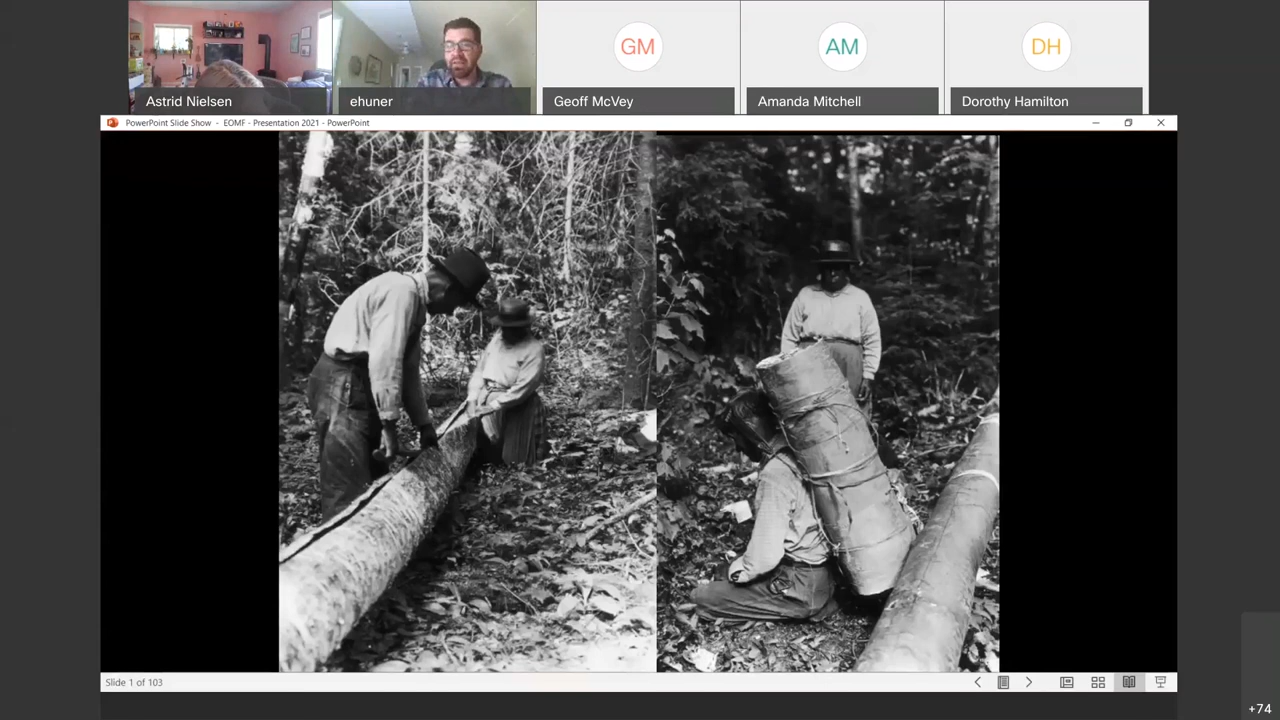 GM
AM
DH
Astrid Nielsen
ehuner
Geoff McVey
Amanda Mitchell
Dorothy Hamilton
PowerPoint Slide Show - EOMF - Presentation 2021 - PowerPoint
Slide 1 of 103
+74